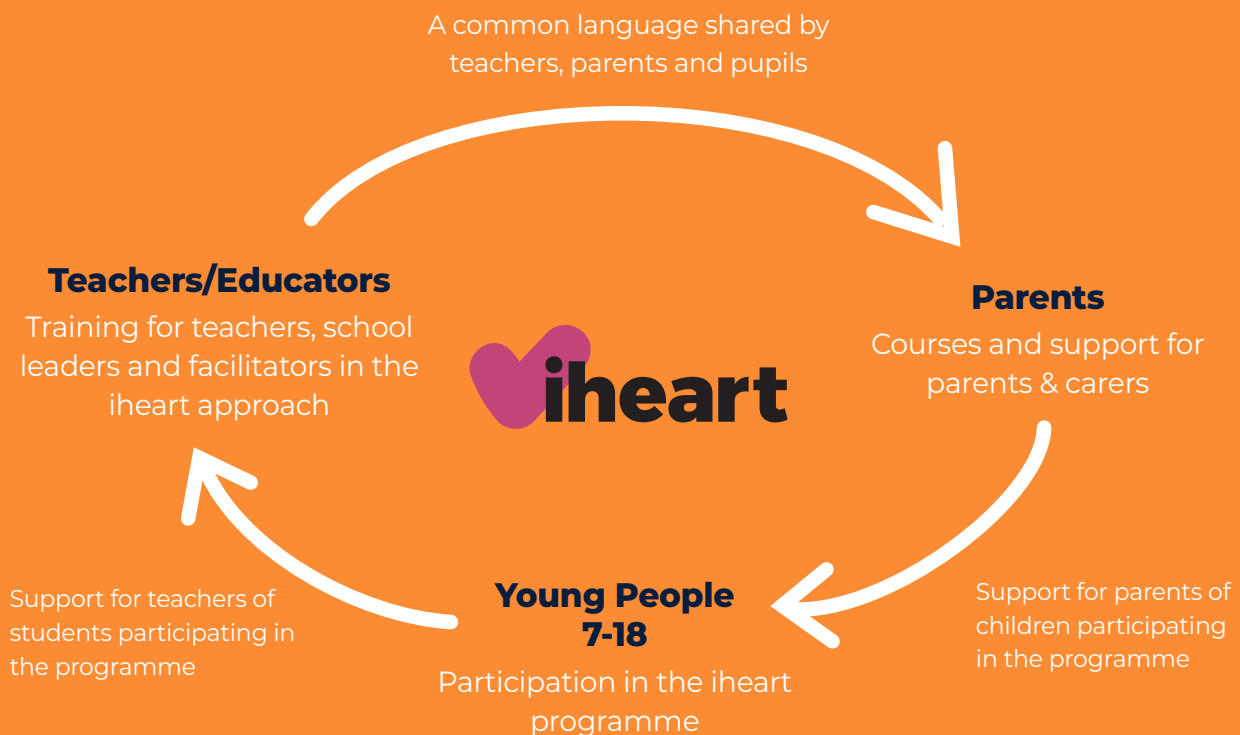 A common language shared by
teachers, parents and pupils
Teachers/Educators
Training for teachers, school
leaders and facilitators in the
iheart approach
iheart
Parents
Courses and support for
parents & carers
Support for teachers of
students participating in
the programme
Young People
7-18
Participation in the iheart
programme
Support for parents of
children participating
in the programme